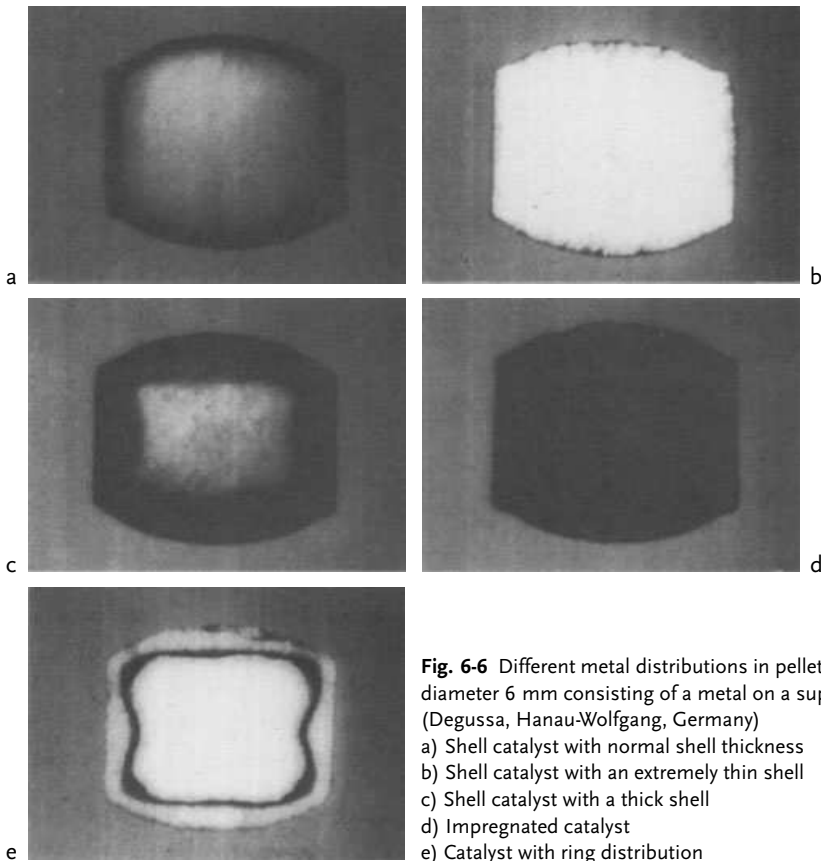 a
b
c
d
Fig. 6-6 Different metal distributions in pellet
diameter 6 mm consisting of a metal on a sup
(Degussa, Hanau-Wolfgang, Germany)
a) Shell catalyst with normal shell thickness
b) Shell catalyst with an extremely thin shell
c) Shell catalyst with a thick shell
d) Impregnated catalyst
e) Catalyst with ring distribution
e